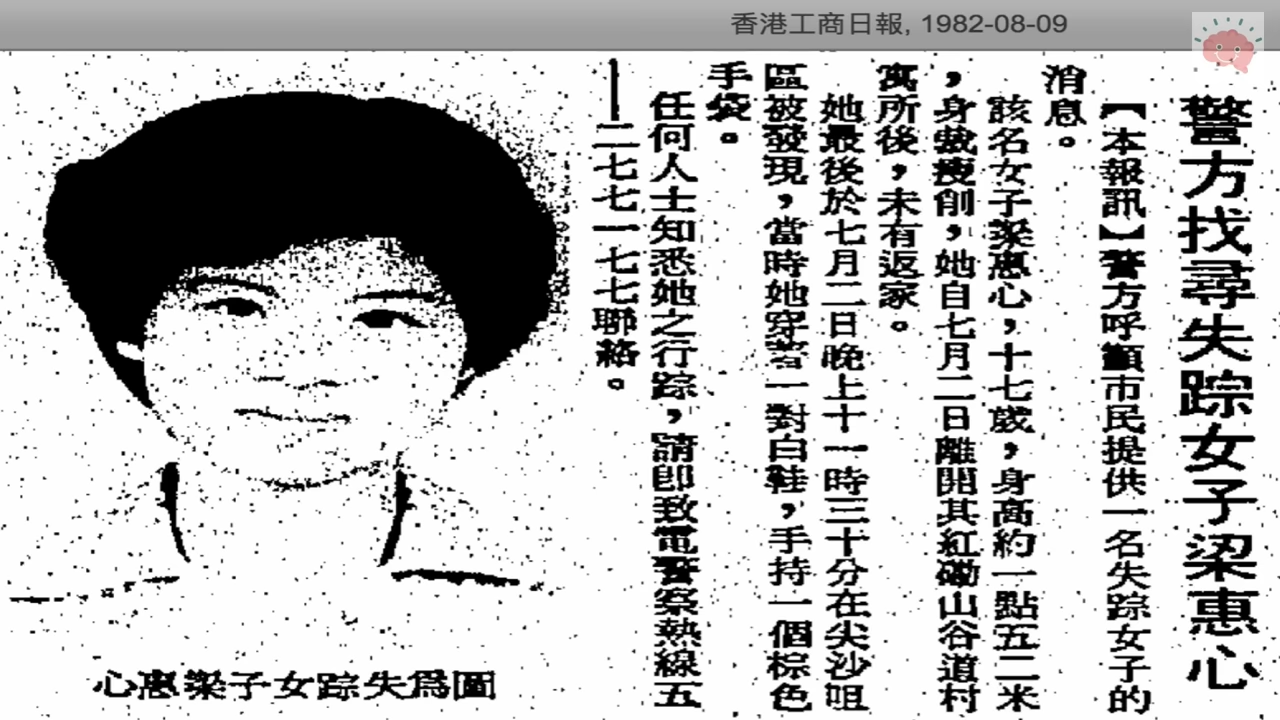 香港工商日報, 1982-08-09
警方找尋失踪女子梁惠心
【本報訊】警方呼籲市民提供一名失踪女子的
消息。
該名女子梁惠心，十七歲，身高約一點五二米
，身裁瘦削，她自七月二日離開其紅磡山谷道村
寓所後，未有返家。
她最後於七月二日晚上十一時三十分在尖沙咀
區被發現，當時她穿著一對白鞋，手持一個棕色
手袋。
任何人士知悉她之行踪，請即致電警察熱線五
—二七七一七七聯絡。
圖爲失踪女子梁惠心